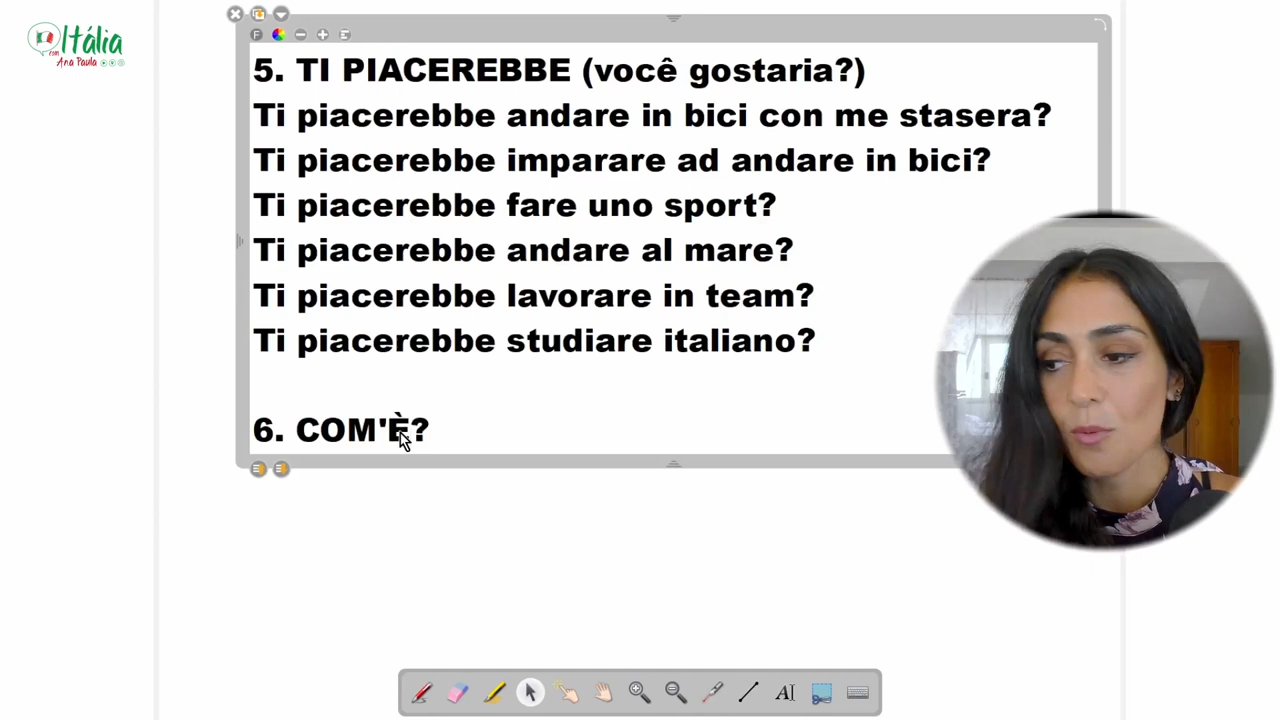 Itália
com
Ana Paula
5. TI PIACEREBBE (você gostaria?)
Ti piacerebbe andare in bici con me stasera?
Ti piacerebbe imparare ad andare in bici?
Ti piacerebbe fare uno sport?
Ti piacerebbe andare al mare?
Ti piacerebbe lavorare in team?
Ti piacerebbe studiare italiano?
6. COM'È?